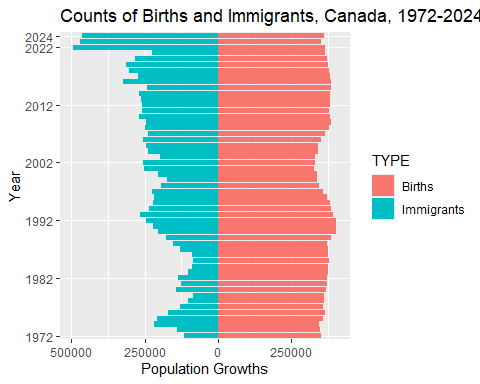 Counts of Births and Immigrants, Canada, 1972-2024
2024
2022
2012
2002
1992
1982
1972
Year
500000 250000 0 250000
Population Growths
TYPE
Births
Immigrants